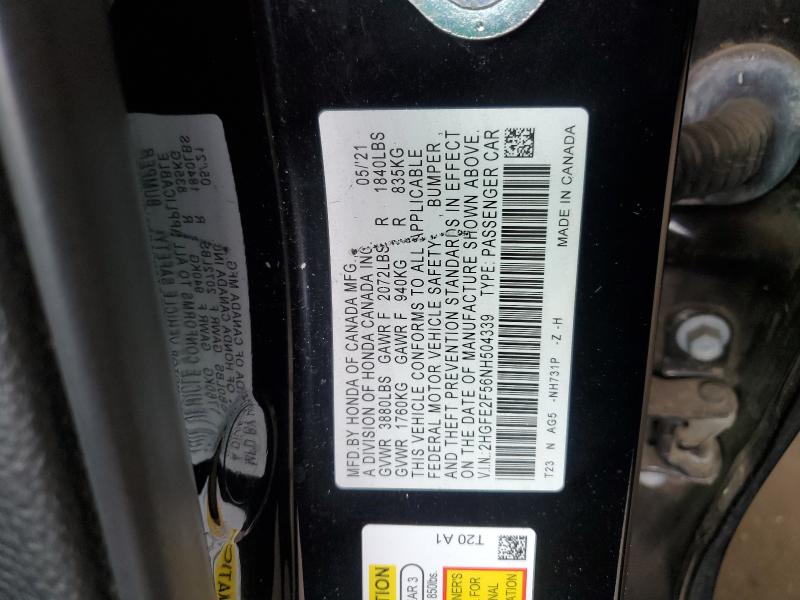 MFD.BY HONDA OF CANADA MFG. 05/'21
A DIVISION OF HONDA CANADA INC.
GVWR 3880LBS GAWR F 2072LBS R 1840LBS
GVWR 1760KG GAWR F 940KG R 835KG
THIS VEHICLE CONFORMS TO ALL APPLICABLE
FEDERAL MOTOR VEHICLE SAFETY, BUMPER,
AND THEFT PREVENTION STANDARDS IN EFFECT
ON THE DATE OF MANUFACTURE SHOWN ABOVE.
V.I.N.:2HGFE2F56NH504339 TYPE:PASSENGER CAR
T23 N AG5 -NH731P -Z -H MADE IN CANADA
T20 A1